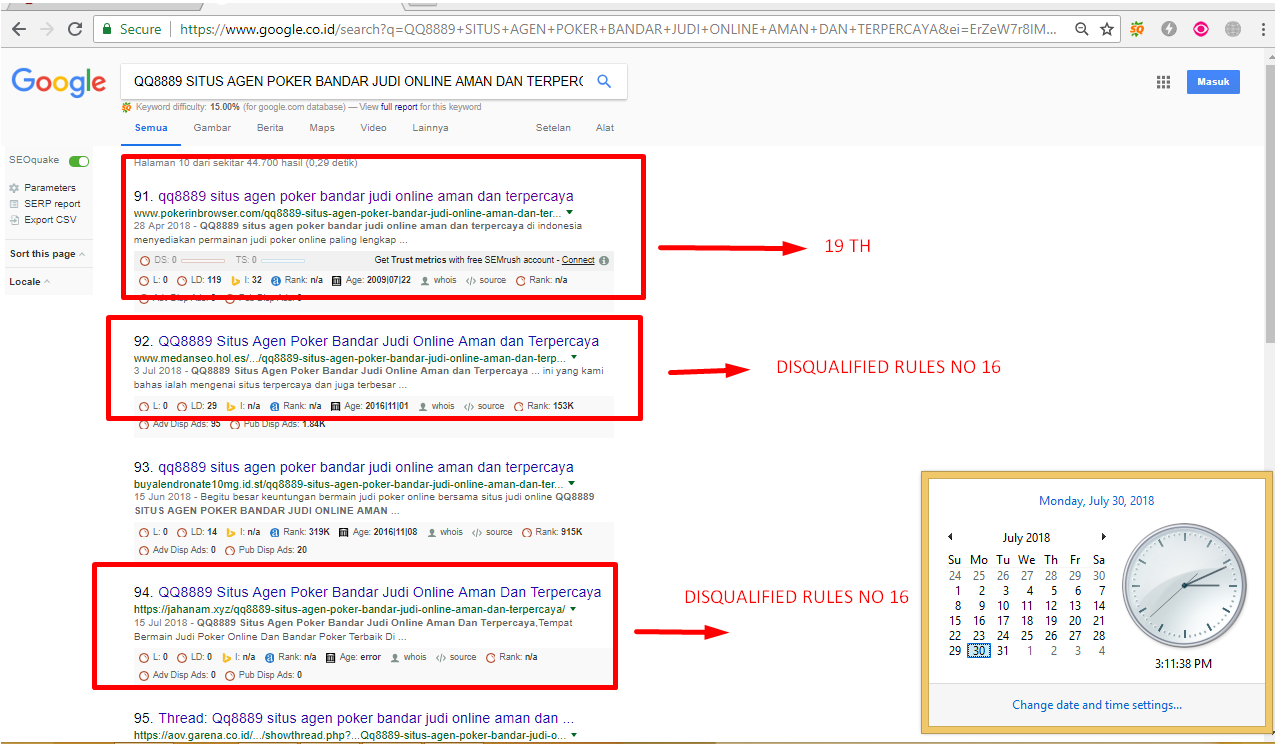 Secure
https://www.google.co.id/search?q=QQ8889+SITUS+AGEN+POKER+BANDAR+JUDI+ONLINE+AMAN+DAN+TERPERCAYA&ei=ErZeW7r8IM...
Google
QQ8889 SITUS AGEN POKER BANDAR JUDI ONLINE AMAN DAN TERPERC
Masuk
Keyword difficulty: 15.00% (for google.com database) — View full report for this keyword
Semua Gambar Berita Maps Video Lainnya Setelan Alat
SEOquake
Parameters
SERP report
Export CSV
Sort this page
Locale
Halaman 10 dari sekitar 44.700 hasil (0,29 detik)
91. qq8889 situs agen poker bandar judi online aman dan terpercaya
www.pokerinbrowser.com/qq8889-situs-agen-poker-bandar-judi-online-aman-dan-ter...
28 Apr 2018 - QQ8889 situs agen poker bandar judi online aman dan terpercaya di indonesia
menyediakan permainan judi poker online paling lengkap ...
DS: 0 TS: 0 Get Trust metrics with free SEMrush account - Connect
L: 0 LD: 119 I: 32 Rank: n/a Age: 2009|07|22 whois source Rank: n/a
Adv Disp Ads: 0 Pub Disp Ads: 0
19 TH
92. QQ8889 Situs Agen Poker Bandar Judi Online Aman dan Terpercaya
www.medanseo.hol.es/.../qq8889-situs-agen-poker-bandar-judi-online-aman-dan-terp...
3 Jul 2018 - QQ8889 Situs Agen Poker Bandar Judi Online Aman dan Terpercaya ... ini yang kami
bahas ialah mengenai situs terpercaya dan juga terbesar ...
L: 0 LD: 29 I: n/a Rank: n/a Age: 2016|11|01 whois source Rank: 153K
Adv Disp Ads: 95 Pub Disp Ads: 1.84K
DISQUALIFIED RULES NO 16
93. qq8889 situs agen poker bandar judi online aman dan terpercaya
buyalendronate10mg.id.st/qq8889-situs-agen-poker-bandar-judi-online-aman-dan-ter...
15 Jun 2018 - Begitu besar keuntungan bermain judi poker online bersama situs judi online QQ8889
SITUS AGEN POKER BANDAR JUDI ONLINE AMAN ...
L: 0 LD: 14 I: n/a Rank: 319K Age: 2016|11|08 whois source Rank: 915K
Adv Disp Ads: 0 Pub Disp Ads: 20
94. QQ8889 Situs Agen Poker Bandar Judi Online Aman Dan Terpercaya
https://jahanam.xyz/qq8889-situs-agen-poker-bandar-judi-online-aman-dan-terpercaya/
15 Jul 2018 - QQ8889 Situs Agen Poker Bandar Judi Online Aman Dan Terpercaya,Tempat
Bermain Judi Poker Online Dan Bandar Poker Terbaik Di ...
L: 0 LD: 0 I: n/a Rank: n/a Age: error whois source Rank: n/a
Adv Disp Ads: 0 Pub Disp Ads: 0
DISQUALIFIED RULES NO 16
95. Thread: Qq8889 situs agen poker bandar judi online aman dan ...
https://aov.garena.co.id/.../showthread.php?...Qq8889-situs-agen-poker-bandar-judi-o...
Monday, July 30, 2018
July 2018
Su Mo Tu We Th Fr Sa
24 25 26 27 28 29 30
1 2 3 4 5 6 7
8 9 10 11 12 13 14
15 16 17 18 19 20 21
22 23 24 25 26 27 28
29 30 31 1 2 3 4
3:11:38 PM
Change date and time settings...